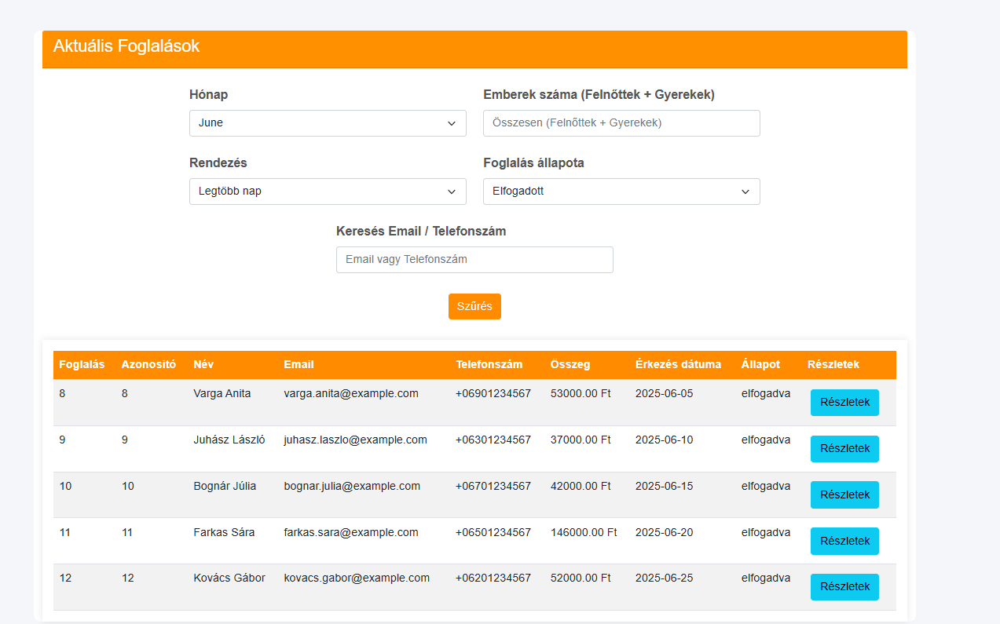 Aktuális Foglalások
Hónap
Emberek száma (Felnőttek + Gyerekek)
June
Összesen (Felnőttek + Gyerekek)
Rendezés
Foglalás állapota
Legtöbb nap
Elfogadott
Keresés Email / Telefonszám
Email vagy Telefonszám
Szűrés
Foglalás Azonosító Név Email Telefonszám Összeg Érkezés dátuma Állapot Részletek
8 8 Varga Anita varga.anita@example.com +06901234567 53000.00 Ft 2025-06-05 elfogadva Részletek
9 9 Juhász László juhasz.laszlo@example.com +06301234567 37000.00 Ft 2025-06-10 elfogadva Részletek
10 10 Bognár Júlia bognar.julia@example.com +06701234567 42000.00 Ft 2025-06-15 elfogadva Részletek
11 11 Farkas Sára farkas.sara@example.com +06501234567 146000.00 Ft 2025-06-20 elfogadva Részletek
12 12 Kovács Gábor kovacs.gabor@example.com +06201234567 52000.00 Ft 2025-06-25 elfogadva Részletek